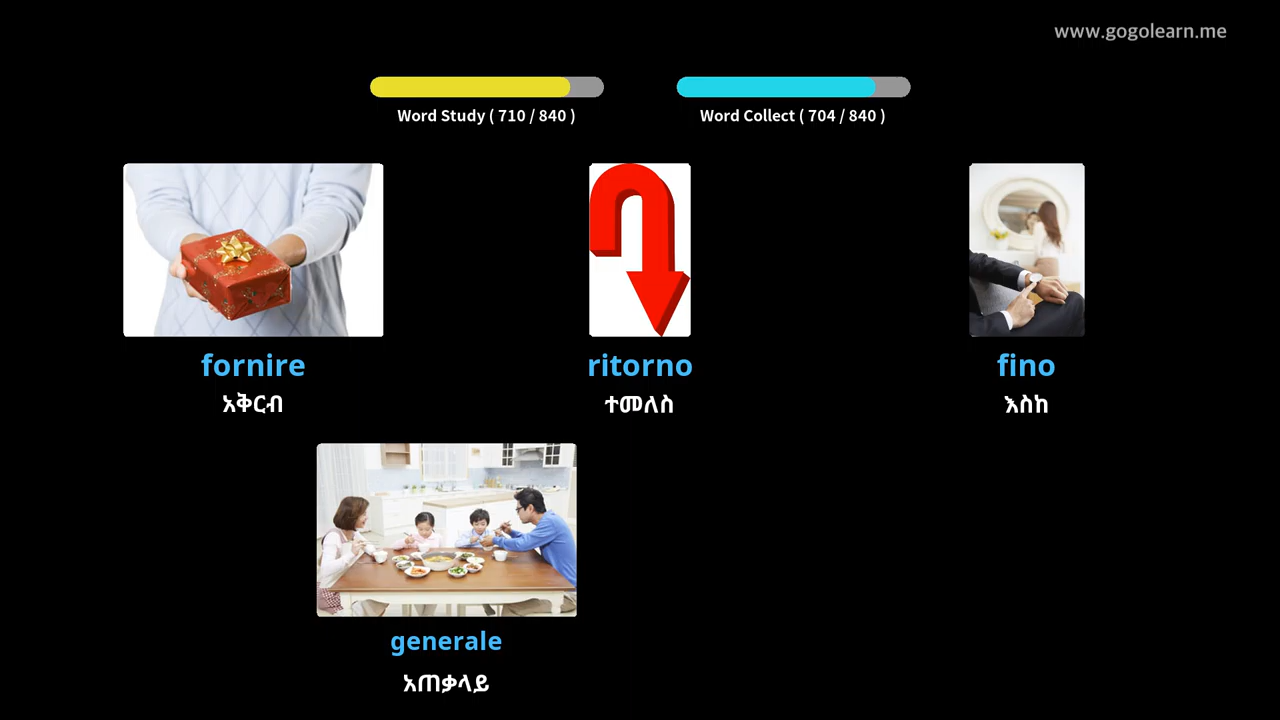 www.gogolearn.me
Word Study ( 710 / 840 )
Word Collect ( 704 / 840 )
fornire
አቅርብ
ritorno
ተመለስ
fino
እስከ
generale
አጠቃላይ